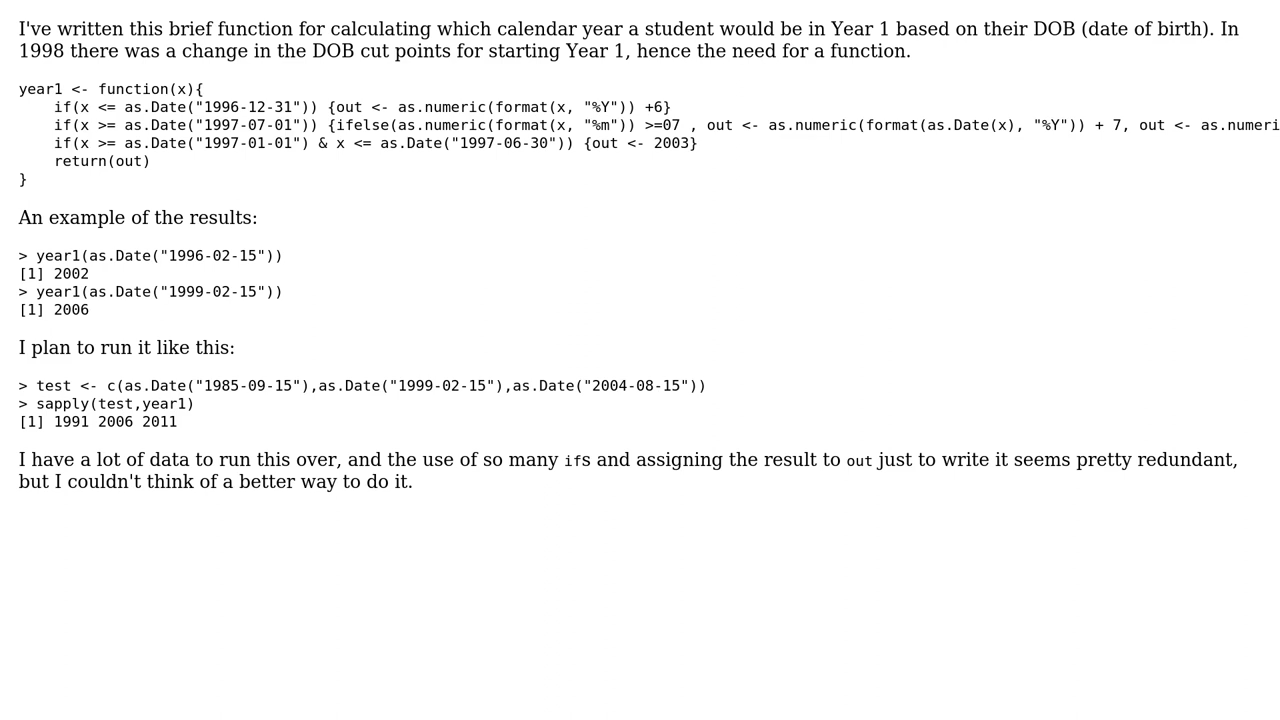 I've written this brief function for calculating which calendar year a student would be in Year 1 based on their DOB (date of birth). In
1998 there was a change in the DOB cut points for starting Year 1, hence the need for a function.
year1 <- function(x){
    if(x <= as.Date("1996-12-31")) {out <- as.numeric(format(x, "%Y")) +6}
    if(x >= as.Date("1997-07-01")) {ifelse(as.numeric(format(x, "%m")) >=07 , out <- as.numeric(format(as.Date(x), "%Y")) + 7, out <- as.numeri
    if(x >= as.Date("1997-01-01") & x <= as.Date("1997-06-30")) {out <- 2003}
    return(out)
}
An example of the results:
> year1(as.Date("1996-02-15"))
[1] 2002
> year1(as.Date("1999-02-15"))
[1] 2006
I plan to run it like this:
> test <- c(as.Date("1985-09-15"),as.Date("1999-02-15"),as.Date("2004-08-15"))
> sapply(test,year1)
[1] 1991 2006 2011
I have a lot of data to run this over, and the use of so many ifs and assigning the result to out just to write it seems pretty redundant,
but I couldn't think of a better way to do it.